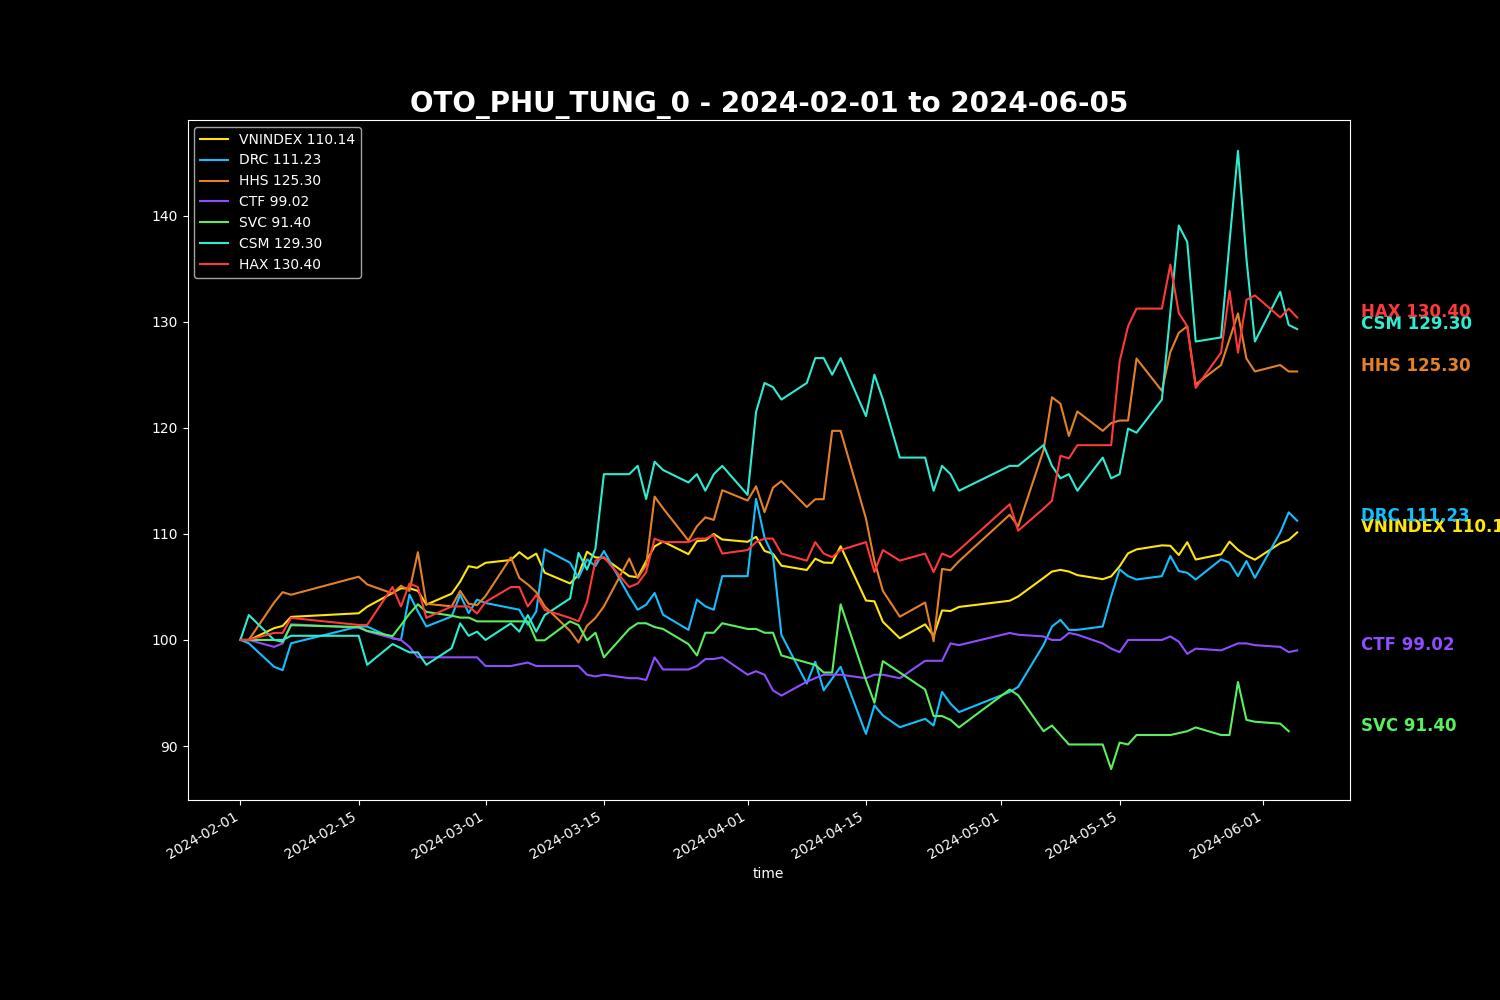 OTO_PHU_TUNG_0 - 2024-02-01 to 2024-06-05
VNINDEX 110.14
DRC 111.23
HHS 125.30
CTF 99.02
SVC 91.40
CSM 129.30
HAX 130.40
140
130
120
110
100
90
HAX 130.40
CSM 129.30
HHS 125.30
DRC 111.23
VNINDEX 110.1
CTF 99.02
SVC 91.40
2024-02-01
2024-02-15
2024-03-01
2024-03-15
2024-04-01
2024-04-15
2024-05-01
2024-05-15
2024-06-01
time